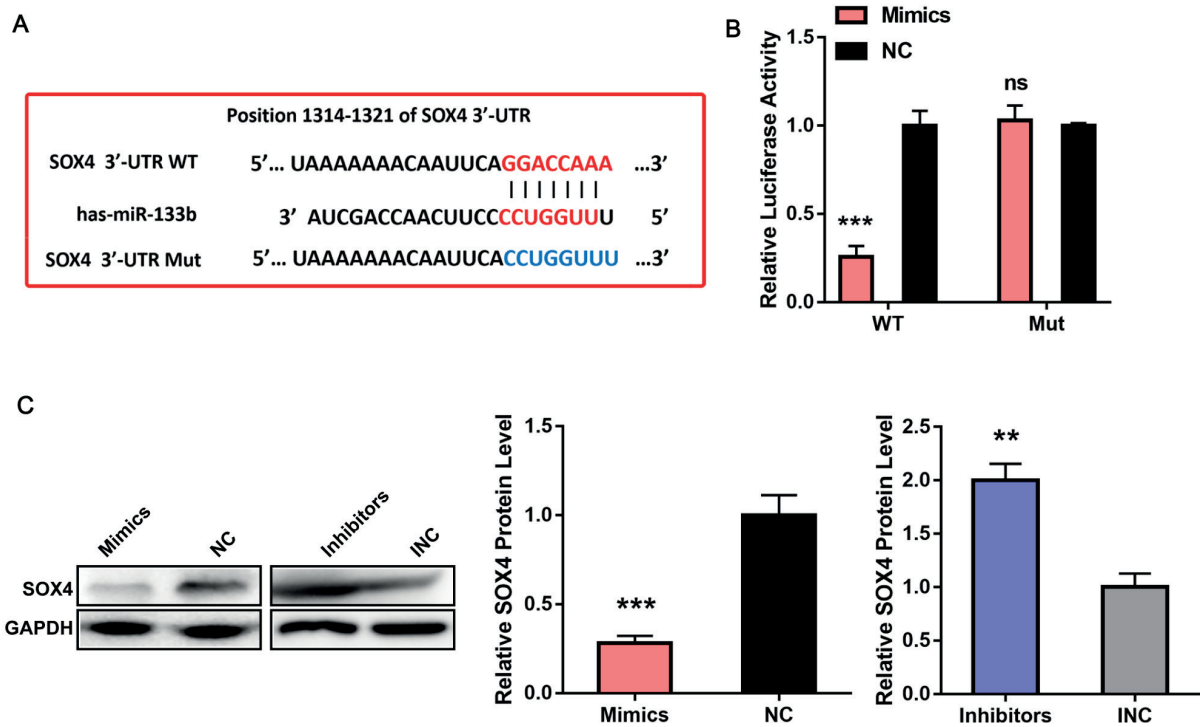 A
Position 1314-1321 of SOX4 3’-UTR
SOX4 3’-UTR WT 5’... UAAAAAAACAAUUCAGGACCAAA ...3’
has-miR-133b 3’ AUCGACCAACUUCCCCUGGUUU 5’
SOX4 3’-UTR Mut 5’... UAAAAAAACAAUUCACCUGGUUU ...3’
B
Mimics
NC
Relative Luciferase Activity
1.5
1.0
0.5
0.0
***
ns
WT Mut
C
Mimics NC Inhibitors INC
SOX4
GAPDH
Relative SOX4 Protein Level
1.5
1.0
0.5
0.0
***
Mimics NC
Relative SOX4 Protein Level
2.5
2.0
1.5
1.0
0.5
0.0
**
Inhibitors INC